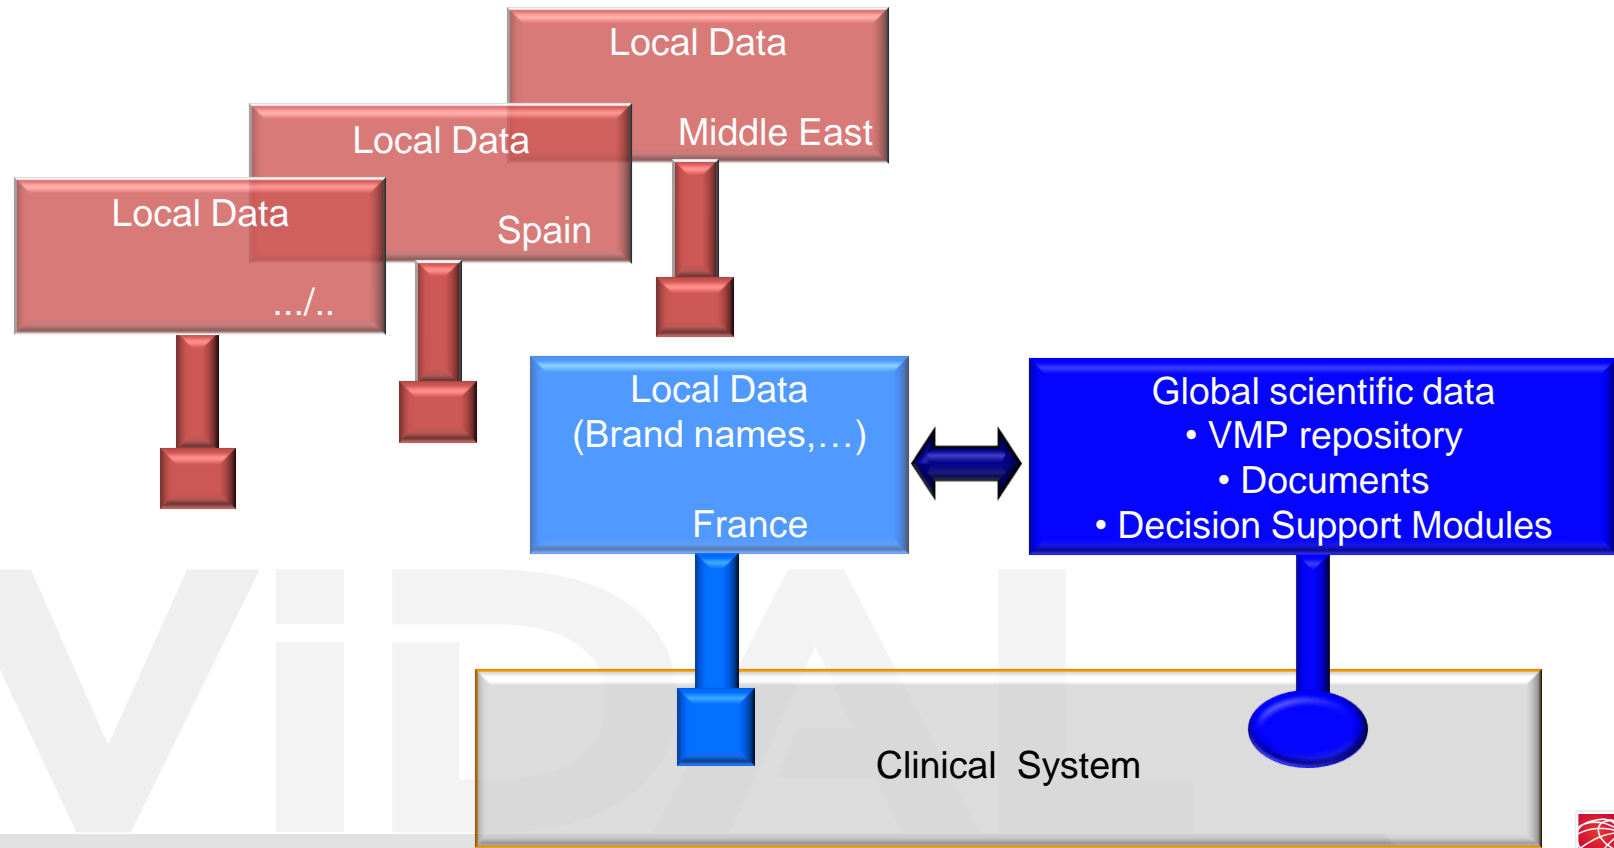 Local Data
Middle East
Local Data
Spain
Local Data
.../..
Local Data
(Brand names,...)
France
Global scientific data
• VMP repository
• Documents
• Decision Support Modules
Clinical System
ViDAL